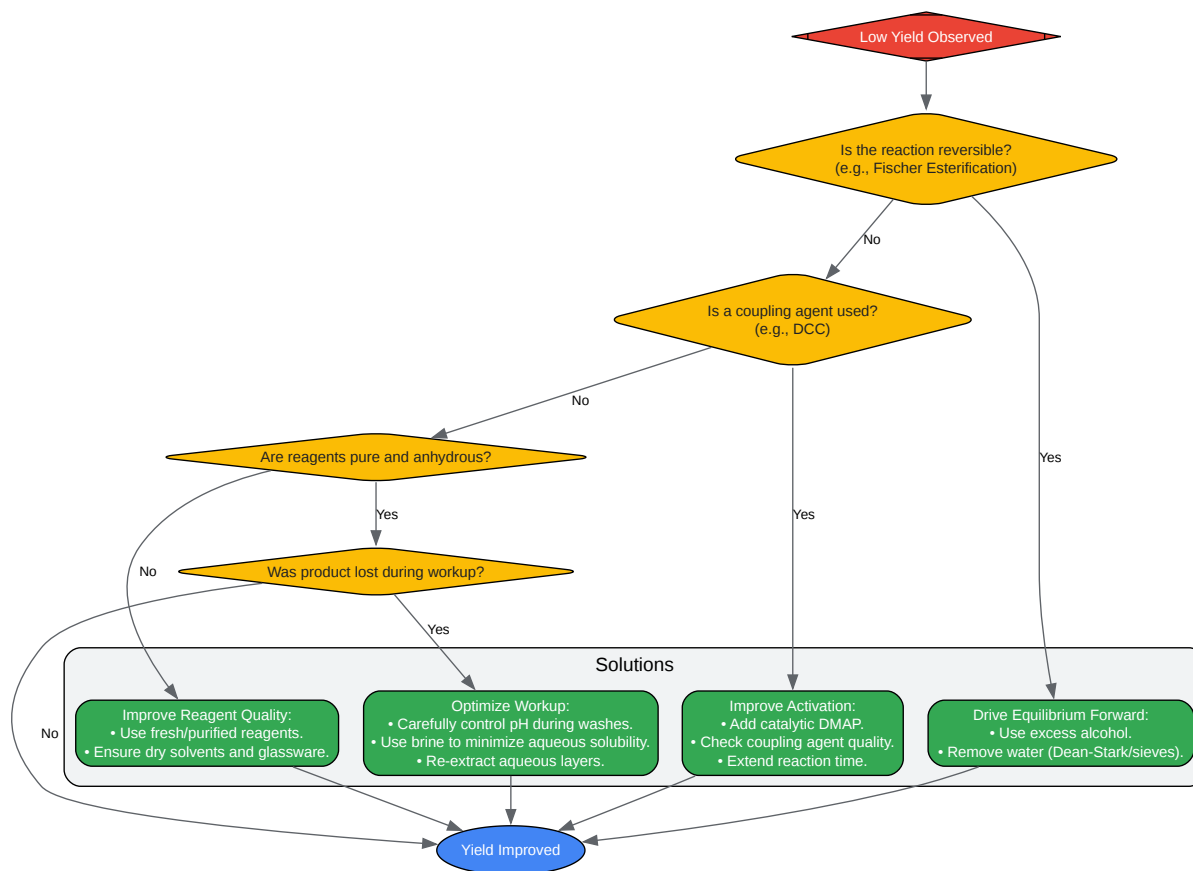 Low Yield Observed
Is the reaction reversible?
(e.g., Fischer Esterification)
No
Is a coupling agent used?
(e.g., DCC)
No
Are reagents pure and anhydrous?
Yes
Yes
Yes
No
Was product lost during workup?
Yes
No
Solutions
Improve Reagent Quality:
• Use fresh/purified reagents.
• Ensure dry solvents and glassware.
Optimize Workup:
• Carefully control pH during washes.
• Use brine to minimize aqueous solubility.
• Re-extract aqueous layers.
Improve Activation:
• Add catalytic DMAP.
• Check coupling agent quality.
• Extend reaction time.
Drive Equilibrium Forward:
• Use excess alcohol.
• Remove water (Dean-Stark/sieves).
Yield Improved